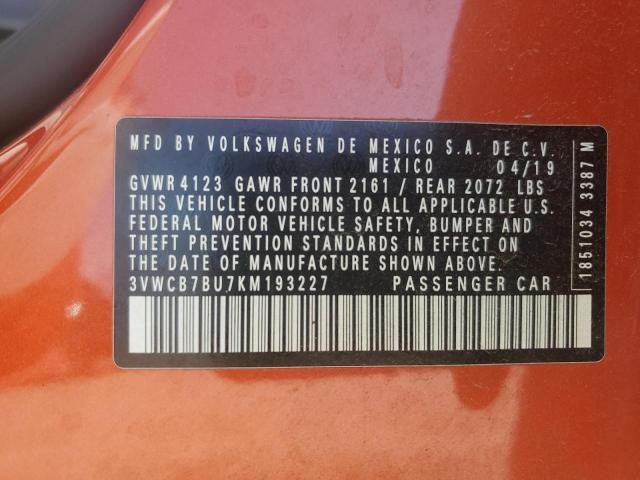 MFD BY VOLKSWAGEN DE MEXICO S.A. DE C.V.
MEXICO 04/19
GVWR 4123 GAWR FRONT 2161 / REAR 2072 LBS
THIS VEHICLE CONFORMS TO ALL APPLICABLE U.S.
FEDERAL MOTOR VEHICLE SAFETY, BUMPER AND
THEFT PREVENTION STANDARDS IN EFFECT ON
THE DATE OF MANUFACTURE SHOWN ABOVE.
3VWCB7BU7KM193227 PASSENGER CAR
1851034 3387 M